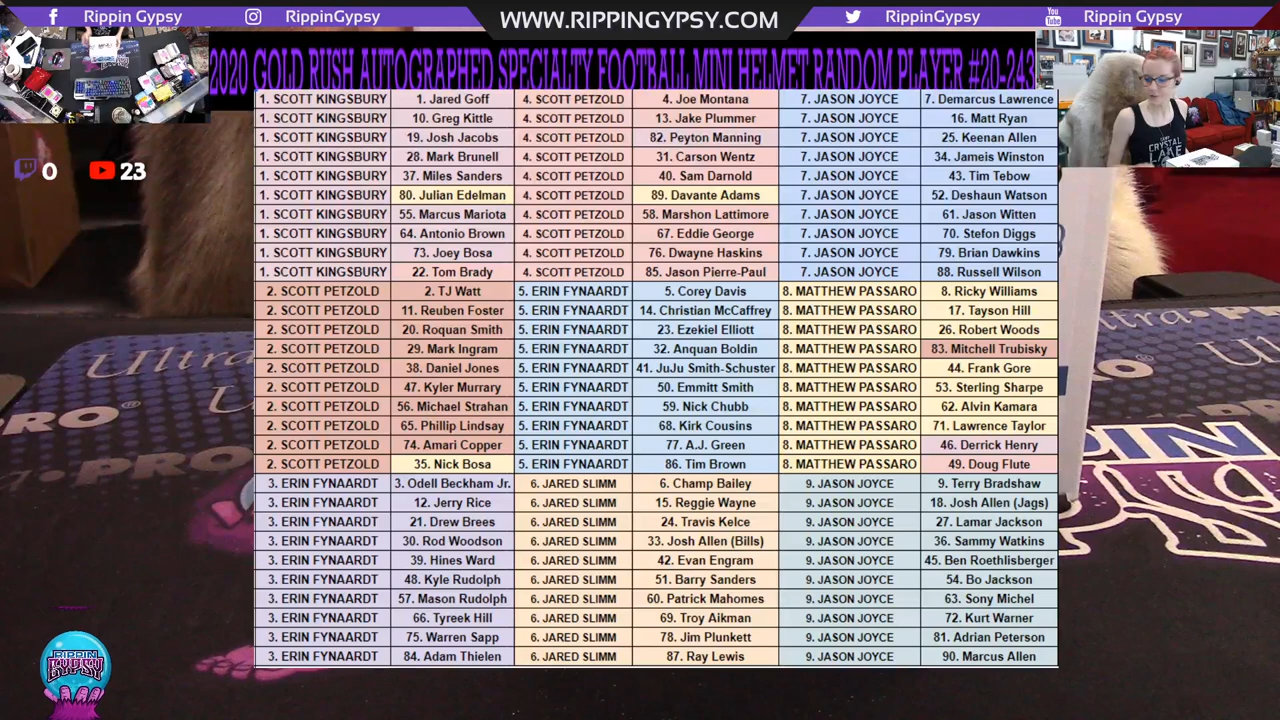 Rippin Gypsy
RippinGypsy
WWW.RIPPINGYPSY.COM
RippinGypsy
You Tube
Rippin Gypsy
2020 GOLD RUSH AUTOGRAPHED SPECIALTY FOOTBALL MINI HELMET RANDOM PLAYER #20-243
0 23
1. SCOTT KINGSBURY 1. Jared Goff 4. SCOTT PETZOLD 4. Joe Montana 7. JASON JOYCE 7. Demarcus Lawrence
1. SCOTT KINGSBURY 10. Greg Kittle 4. SCOTT PETZOLD 13. Jake Plummer 7. JASON JOYCE 16. Matt Ryan
1. SCOTT KINGSBURY 19. Josh Jacobs 4. SCOTT PETZOLD 82. Peyton Manning 7. JASON JOYCE 25. Keenan Allen
1. SCOTT KINGSBURY 28. Mark Brunell 4. SCOTT PETZOLD 31. Carson Wentz 7. JASON JOYCE 34. Jameis Winston
1. SCOTT KINGSBURY 37. Miles Sanders 4. SCOTT PETZOLD 40. Sam Darnold 7. JASON JOYCE 43. Tim Tebow
1. SCOTT KINGSBURY 80. Julian Edelman 4. SCOTT PETZOLD 89. Davante Adams 7. JASON JOYCE 52. Deshaun Watson
1. SCOTT KINGSBURY 55. Marcus Mariota 4. SCOTT PETZOLD 58. Marshon Lattimore 7. JASON JOYCE 61. Jason Witten
1. SCOTT KINGSBURY 64. Antonio Brown 4. SCOTT PETZOLD 67. Eddie George 7. JASON JOYCE 70. Stefon Diggs
1. SCOTT KINGSBURY 73. Joey Bosa 4. SCOTT PETZOLD 76. Dwayne Haskins 7. JASON JOYCE 79. Brian Dawkins
1. SCOTT KINGSBURY 22. Tom Brady 4. SCOTT PETZOLD 85. Jason Pierre-Paul 7. JASON JOYCE 88. Russell Wilson
2. SCOTT PETZOLD 2. TJ Watt 5. ERIN FYNAARDT 5. Corey Davis 8. MATTHEW PASSARO 8. Ricky Williams
2. SCOTT PETZOLD 11. Reuben Foster 5. ERIN FYNAARDT 14. Christian McCaffrey 8. MATTHEW PASSARO 17. Tayson Hill
2. SCOTT PETZOLD 20. Roquan Smith 5. ERIN FYNAARDT 23. Ezekiel Elliott 8. MATTHEW PASSARO 26. Robert Woods
2. SCOTT PETZOLD 29. Mark Ingram 5. ERIN FYNAARDT 32. Anquan Boldin 8. MATTHEW PASSARO 83. Mitchell Trubisky
2. SCOTT PETZOLD 38. Daniel Jones 5. ERIN FYNAARDT 41. JuJu Smith-Schuster 8. MATTHEW PASSARO 44. Frank Gore
2. SCOTT PETZOLD 47. Kyler Murrary 5. ERIN FYNAARDT 50. Emmitt Smith 8. MATTHEW PASSARO 53. Sterling Sharpe
2. SCOTT PETZOLD 56. Michael Strahan 5. ERIN FYNAARDT 59. Nick Chubb 8. MATTHEW PASSARO 62. Alvin Kamara
2. SCOTT PETZOLD 65. Phillip Lindsay 5. ERIN FYNAARDT 68. Kirk Cousins 8. MATTHEW PASSARO 71. Lawrence Taylor
2. SCOTT PETZOLD 74. Amari Copper 5. ERIN FYNAARDT 77. A.J. Green 8. MATTHEW PASSARO 46. Derrick Henry
2. SCOTT PETZOLD 35. Nick Bosa 5. ERIN FYNAARDT 86. Tim Brown 8. MATTHEW PASSARO 49. Doug Flute
3. ERIN FYNAARDT 3. Odell Beckham Jr. 6. JARED SLIMM 6. Champ Bailey 9. JASON JOYCE 9. Terry Bradshaw
3. ERIN FYNAARDT 12. Jerry Rice 6. JARED SLIMM 15. Reggie Wayne 9. JASON JOYCE 18. Josh Allen (Jags)
3. ERIN FYNAARDT 21. Drew Brees 6. JARED SLIMM 24. Travis Kelce 9. JASON JOYCE 27. Lamar Jackson
3. ERIN FYNAARDT 30. Rod Woodson 6. JARED SLIMM 33. Josh Allen (Bills) 9. JASON JOYCE 36. Sammy Watkins
3. ERIN FYNAARDT 39. Hines Ward 6. JARED SLIMM 42. Evan Engram 9. JASON JOYCE 45. Ben Roethlisberger
3. ERIN FYNAARDT 48. Kyle Rudolph 6. JARED SLIMM 51. Barry Sanders 9. JASON JOYCE 54. Bo Jackson
3. ERIN FYNAARDT 57. Mason Rudolph 6. JARED SLIMM 60. Patrick Mahomes 9. JASON JOYCE 63. Sony Michel
3. ERIN FYNAARDT 66. Tyreek Hill 6. JARED SLIMM 69. Troy Aikman 9. JASON JOYCE 72. Kurt Warner
3. ERIN FYNAARDT 75. Warren Sapp 6. JARED SLIMM 78. Jim Plunkett 9. JASON JOYCE 81. Adrian Peterson
3. ERIN FYNAARDT 84. Adam Thielen 6. JARED SLIMM 87. Ray Lewis 9. JASON JOYCE 90. Marcus Allen
CRYSTAL
LAKE
Ultra
PRO
RIPPIN
GYPSY